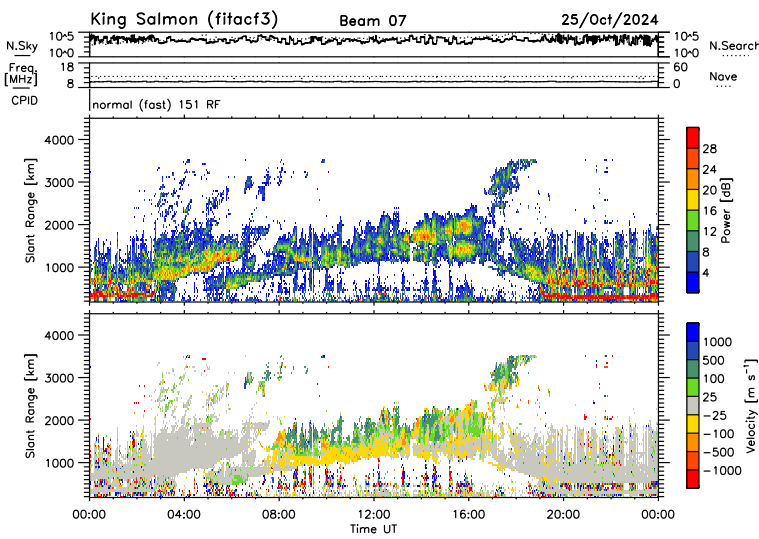 King Salmon (fitacf3) Beam 07 25/Oct/2024
N.Sky 10^5 10^0 10^5 10^0 N.Search
Freq. [MHz] 18 8 60 0 Nave
CPID normal (fast) 151 RF
Slant Range [km] 4000 3000 2000 1000
Power [dB] 28 24 20 16 12 8 4
Slant Range [km] 4000 3000 2000 1000
Velocity [m s⁻¹] 1000 500 100 25 −25 −100 −500 −1000
00:00 04:00 08:00 12:00 16:00 20:00 00:00
Time UT